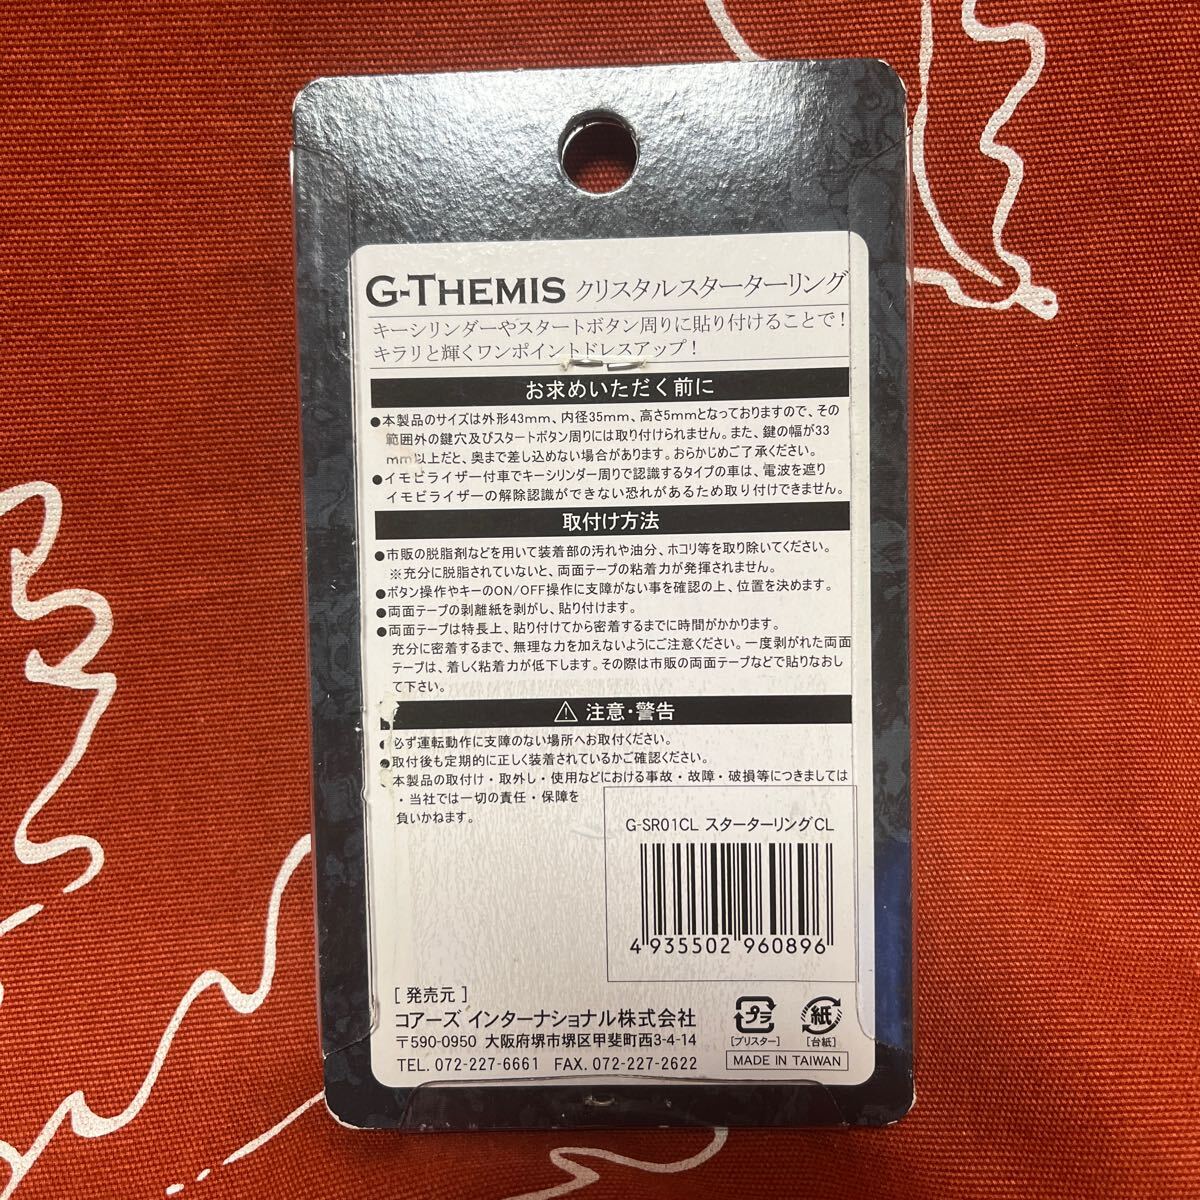 G-THEMIS クリスタルスターターリング
キーシリンダーやスタートボタン周りに貼り付けることで！
キラリと輝くワンポイントドレスアップ！
お求めいただく前に
●本製品のサイズは外形43mm、内径35mm、高さ5mmとなっておりますので、その
範囲外の鍵穴及びスタートボタン周りには取り付けられません。また、鍵の幅が33
mm以上だと、奥まで差し込めない場合があります。おらかじめご了承ください。
●イモビライザー付車でキーシリンダー周りで認識するタイプの車は、電波を遮り
イモビライザーの解除認識ができない恐れがあるため取り付けできません。
取付け方法
●市販の脱脂剤などを用いて装着部の汚れや油分、ホコリ等を取り除いてください。
※充分に脱脂されていないと、両面テープの粘着力が発揮されません。
●ボタン操作やキーのON/OFF操作に支障がない事を確認の上、位置を決めます。
●両面テープの剥離紙を剥がし、貼り付けます。
●両面テープは特長上、貼り付けてから密着するまでに時間がかかります。
充分に密着するまで、無理な力を加えないようにご注意ください。一度剥がれた両面
テープは、着しく粘着力が低下します。その際は市販の両面テープなどで貼りなおし
て下さい。
⚠ 注意・警告
●必ず運転動作に支障のない場所へお取付ください。
●取付後も定期的に正しく装着されているかご確認ください。
●本製品の取付け・取外し・使用などにおける事故・故障・破損等につきましては
・当社では一切の責任・保障を
負いかねます。
G-SR01CL スターターリングCL
4 935502 960896
[ 発売元 ]
コアーズ インターナショナル株式会社
〒590-0950 大阪府堺市堺区甲斐町西3-4-14
TEL. 072-227-6661 FAX. 072-227-2622
プラ
[ブリスター]
紙
[台紙]
MADE IN TAIWAN